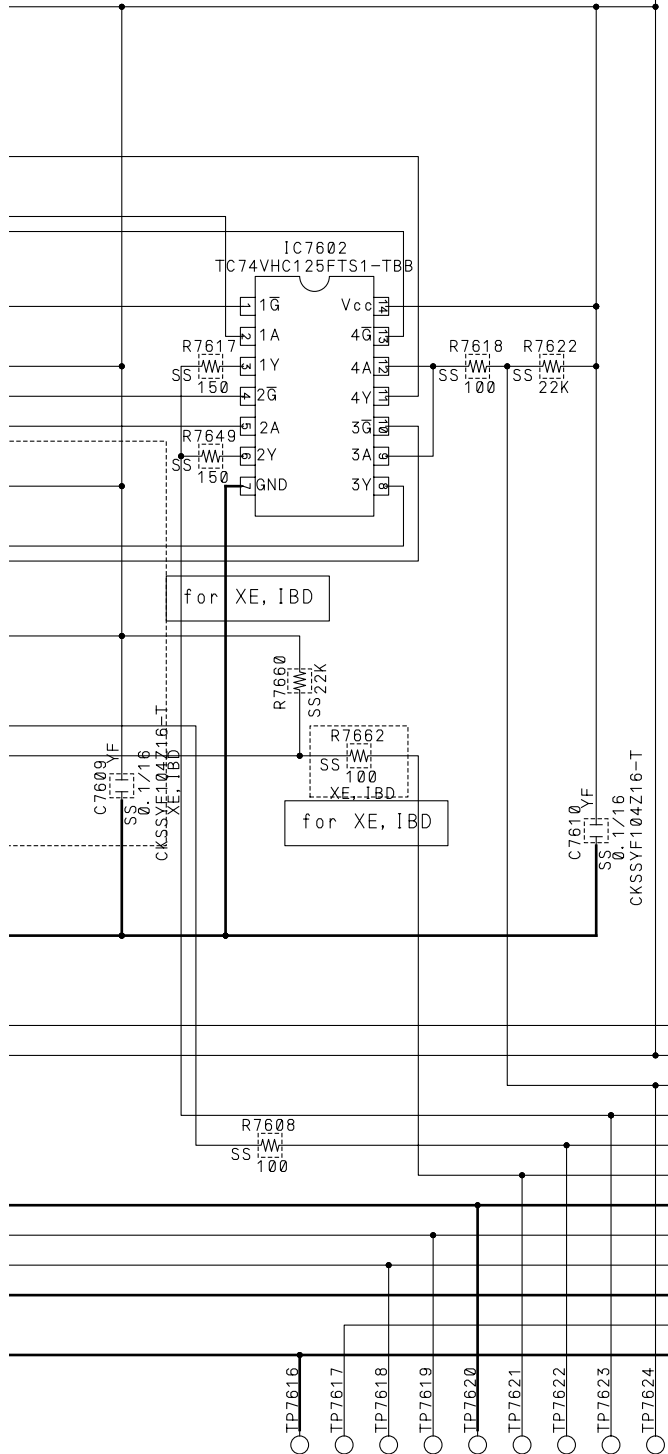 IC7602
TC74VHC125FTS1-TBB
1 1G̅
2 1A
3 1Y
4 2G̅
5 2A
6 2Y
7 GND
Vcc 14
4G̅ 13
4A 12
4Y 11
3G̅ 10
3A 9
3Y 8
R7617
SS
150
R7649
SS
150
R7618
SS
100
R7622
SS
22K
for XE, IBD
R7660
SS
22K
R7662
SS
100
XE, IBD
for XE, IBD
C7609
YF
SS
0.1/16
CKSSYF104Z16-T
XE, IBD
C7610
YF
SS
0.1/16
CKSSYF104Z16-T
R7608
SS
100
TP7616
TP7617
TP7618
TP7619
TP7620
TP7621
TP7622
TP7623
TP7624